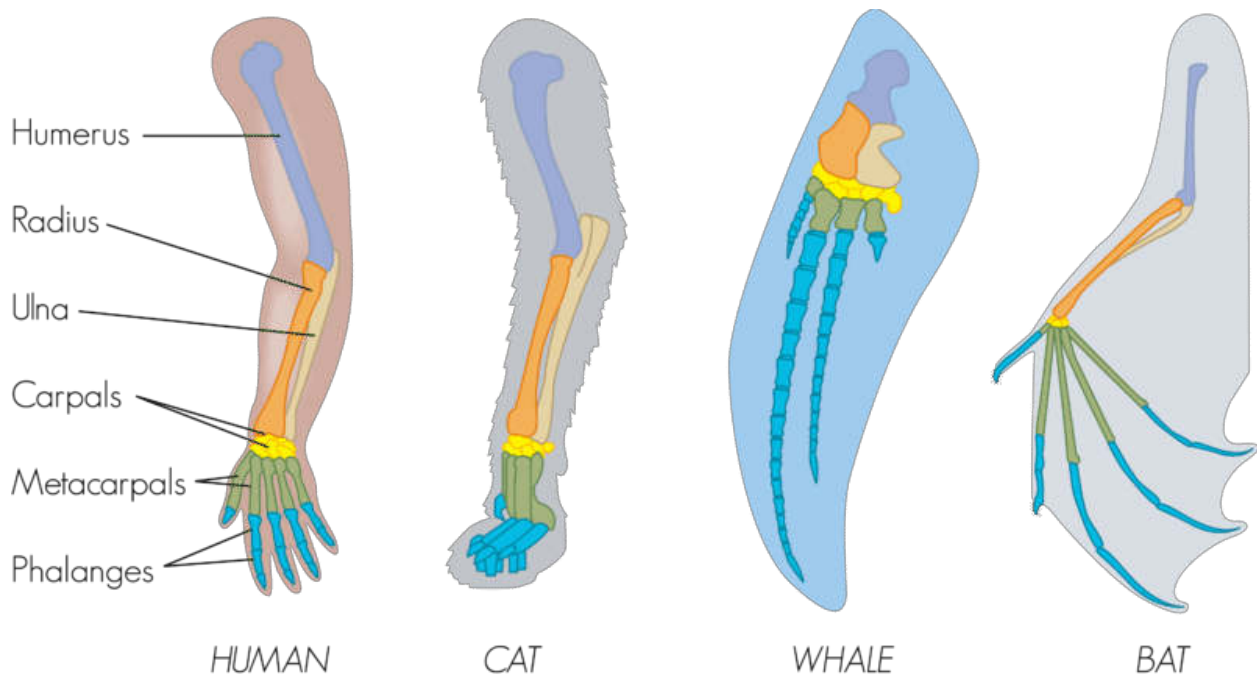 Humerus
Radius
Ulna
Carpals
Metacarpals
Phalanges
HUMAN
CAT
WHALE
BAT